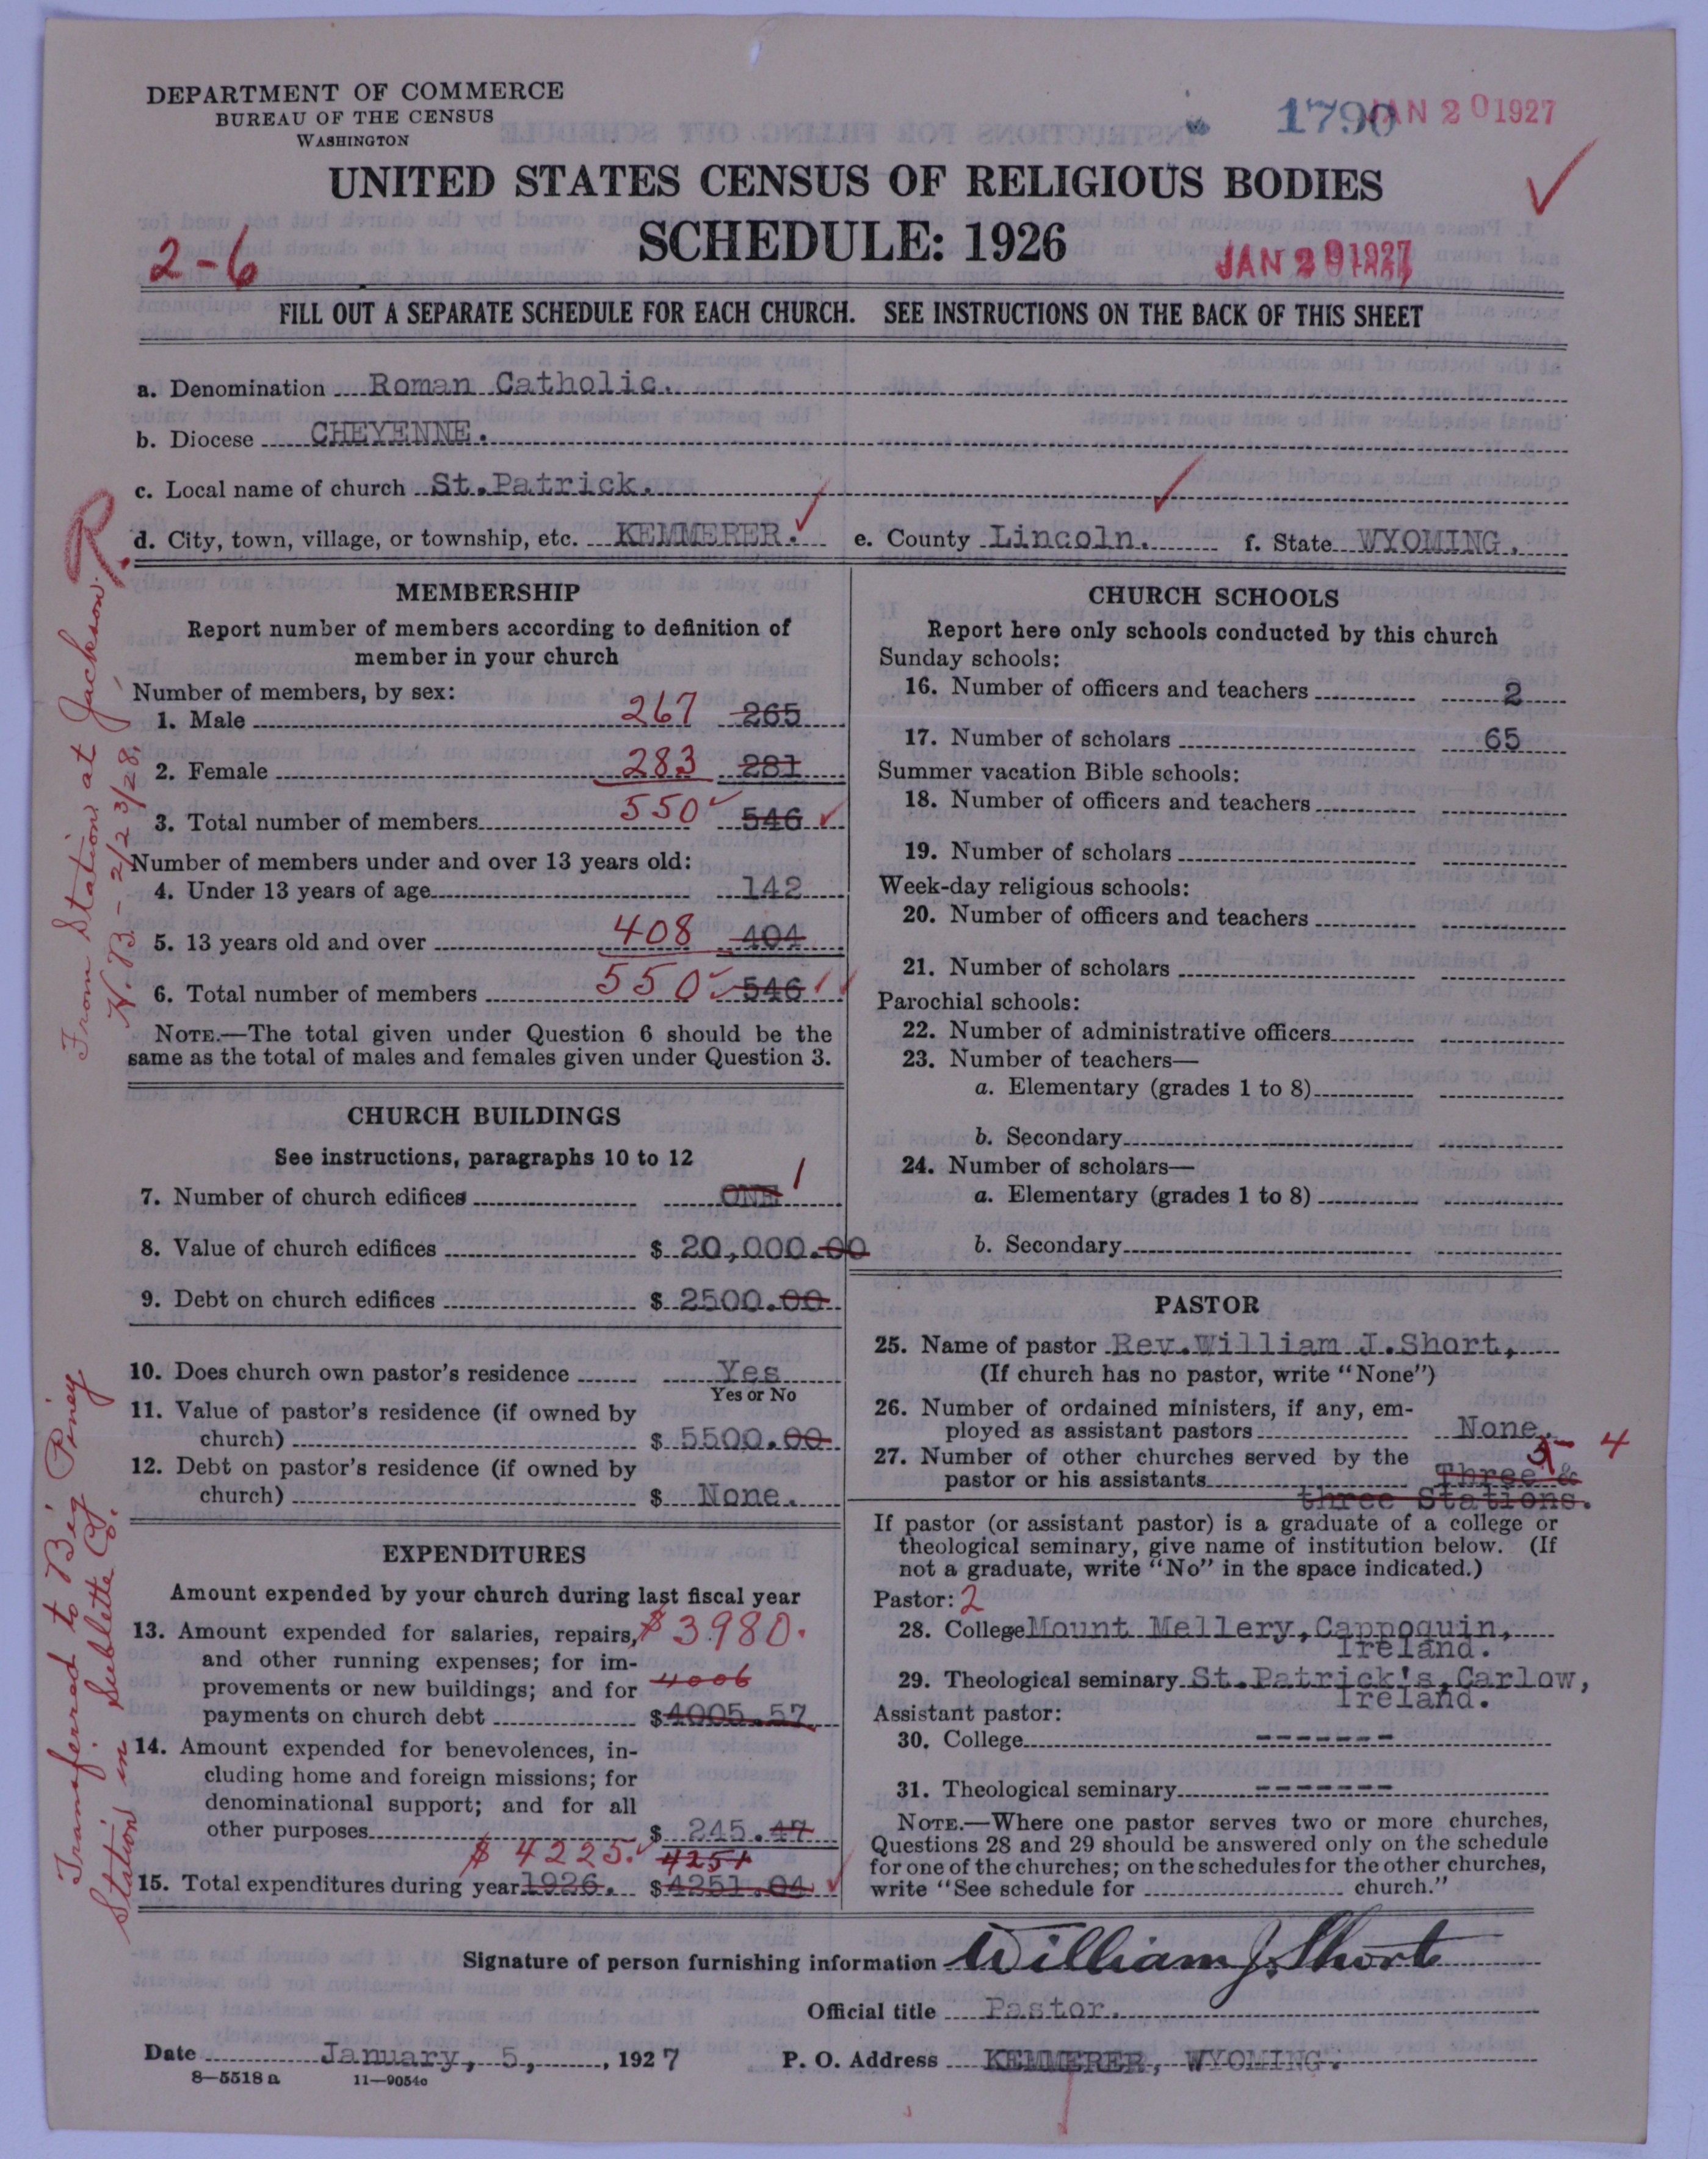 DEPARTMENT OF COMMERCE
BUREAU OF THE CENSUS
WASHINGTON
1790
JAN 20 1927
UNITED STATES CENSUS OF RELIGIOUS BODIES
SCHEDULE: 1926
2-6
JAN 29 1927
FILL OUT A SEPARATE SCHEDULE FOR EACH CHURCH. SEE INSTRUCTIONS ON THE BACK OF THIS SHEET
a. Denomination Roman Catholic.
b. Diocese CHEYENNE.
c. Local name of church St.Patrick.
d. City, town, village, or township, etc. KEMMERER. e. County Lincoln. f. State WYOMING.
From Station at Jackson.
N.B. - 2/23/28.
MEMBERSHIP
Report number of members according to definition of
member in your church
Number of members, by sex:
1. Male 267 265
2. Female 283 281
3. Total number of members 550 546
Number of members under and over 13 years old:
4. Under 13 years of age 142
5. 13 years old and over 408 404
6. Total number of members 550 546
NOTE.—The total given under Question 6 should be the
same as the total of males and females given under Question 3.
CHURCH BUILDINGS
See instructions, paragraphs 10 to 12
7. Number of church edifices ONE 1
8. Value of church edifices $ 20,000.00
9. Debt on church edifices $ 2500.00
10. Does church own pastor's residence Yes
Yes or No
11. Value of pastor's residence (if owned by
church) $ 5500.00
12. Debt on pastor's residence (if owned by
church) $ None.
Transferred to Big Piney
Station in Sublette Co.
EXPENDITURES
Amount expended by your church during last fiscal year
13. Amount expended for salaries, repairs, $ 3980.
and other running expenses; for im-
provements or new buildings; and for 4006
payments on church debt $ 4005.57
14. Amount expended for benevolences, in-
cluding home and foreign missions; for
denominational support; and for all
other purposes $ 245.47
$ 4225. 4251
15. Total expenditures during year 1926. $ 4251.04
CHURCH SCHOOLS
Report here only schools conducted by this church
Sunday schools:
16. Number of officers and teachers 2
17. Number of scholars 65
Summer vacation Bible schools:
18. Number of officers and teachers
19. Number of scholars
Week-day religious schools:
20. Number of officers and teachers
21. Number of scholars
Parochial schools:
22. Number of administrative officers
23. Number of teachers—
a. Elementary (grades 1 to 8)
b. Secondary
24. Number of scholars—
a. Elementary (grades 1 to 8)
b. Secondary
PASTOR
25. Name of pastor Rev.William J.Short,
(If church has no pastor, write "None")
26. Number of ordained ministers, if any, em-
ployed as assistant pastors None.
27. Number of other churches served by the 4
pastor or his assistants Three &
three Stations.
If pastor (or assistant pastor) is a graduate of a college or
theological seminary, give name of institution below. (If
not a graduate, write "No" in the space indicated.)
Pastor: 2
28. College Mount Mellery, Cappoquin,
Ireland.
29. Theological seminary St.Patrick's, Carlow,
Ireland.
Assistant pastor:
30. College -------
31. Theological seminary -------
NOTE.—Where one pastor serves two or more churches,
Questions 28 and 29 should be answered only on the schedule
for one of the churches; on the schedules for the other churches,
write "See schedule for church."
Signature of person furnishing information William J. Short
Official title Pastor.
Date January, 5, , 1927 P. O. Address KEMMERER, WYOMING.
8—5518 a 11—9054c